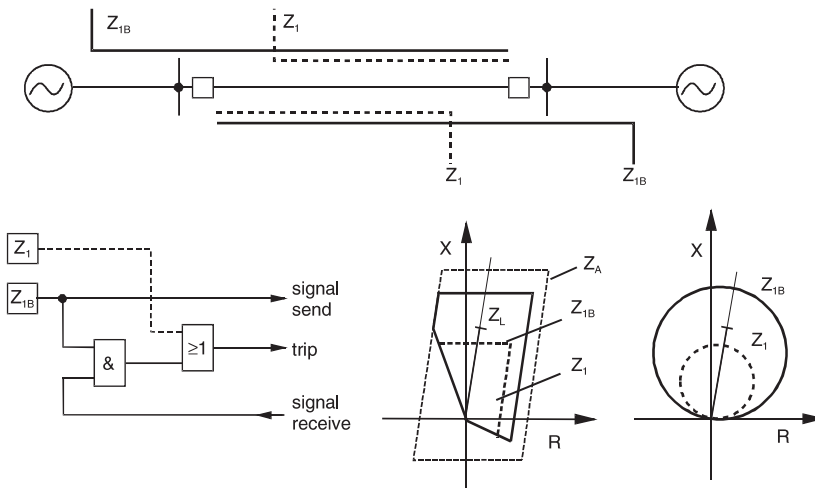 Z1B
Z1
Z1
Z1B
Z1
Z1B
signal
send
&
≥1
trip
signal
receive
X
ZA
ZL
Z1B
Z1
R
X
Z1B
Z1
R